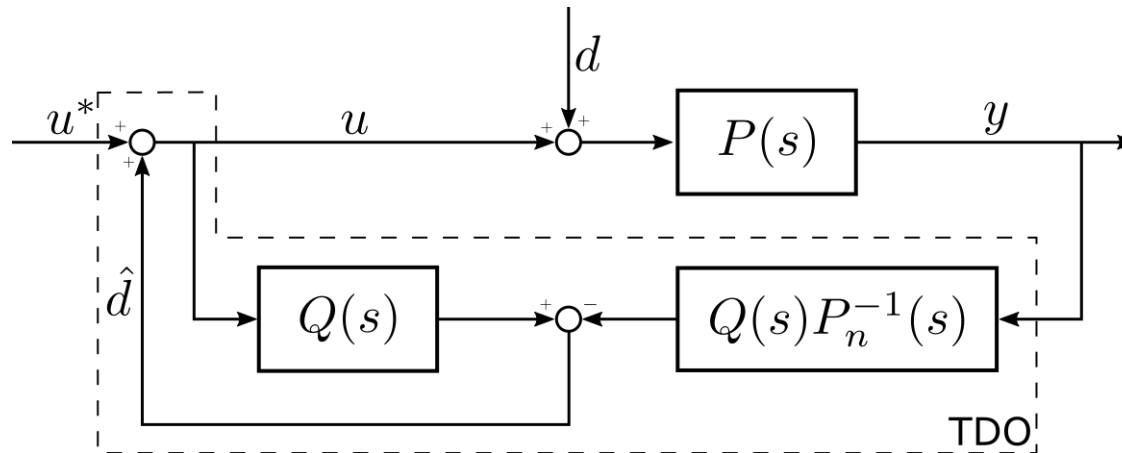 d
u* + u + + P(s) y
+
d̂ Q(s) + − Q(s)P_n^{-1}(s)
TDO